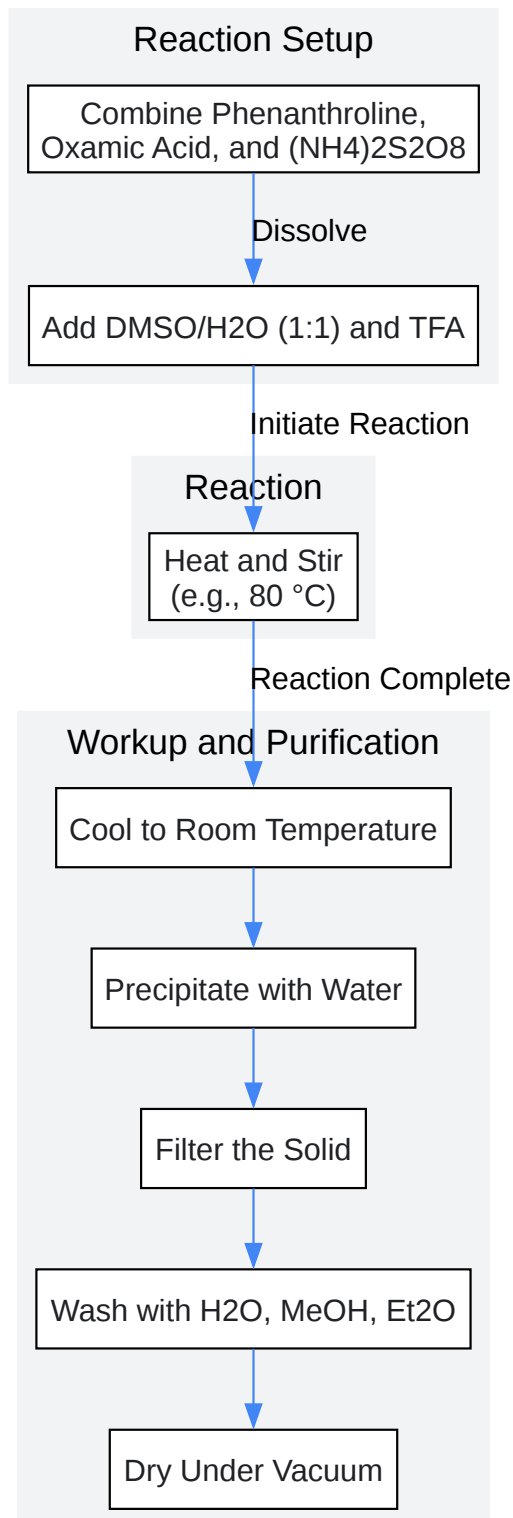 Reaction Setup
Combine Phenanthroline,
Oxamic Acid, and (NH4)2S2O8
Dissolve
Add DMSO/H2O (1:1) and TFA
Initiate Reaction
Reaction
Heat and Stir
(e.g., 80 °C)
Reaction Complete
Workup and Purification
Cool to Room Temperature
Precipitate with Water
Filter the Solid
Wash with H2O, MeOH, Et2O
Dry Under Vacuum